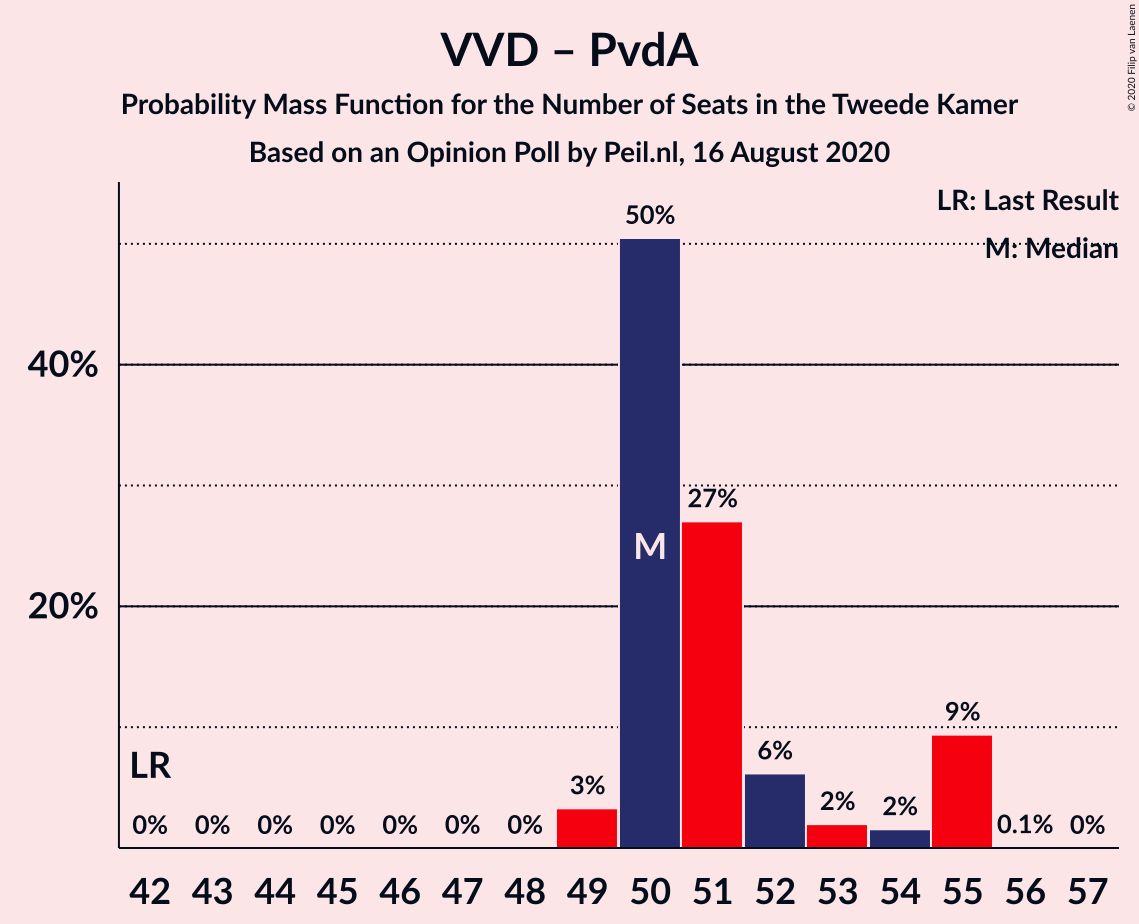 VVD – PvdA
Probability Mass Function for the Number of Seats in the Tweede Kamer
Based on an Opinion Poll by Peil.nl, 16 August 2020
© 2020 Filip van Laenen
LR: Last Result
M: Median
50%
40%
27%
M
20%
9%
LR
6%
3%
2%
2%
0% 0% 0% 0% 0% 0% 0% 0.1% 0%
42 43 44 45 46 47 48 49 50 51 52 53 54 55 56 57